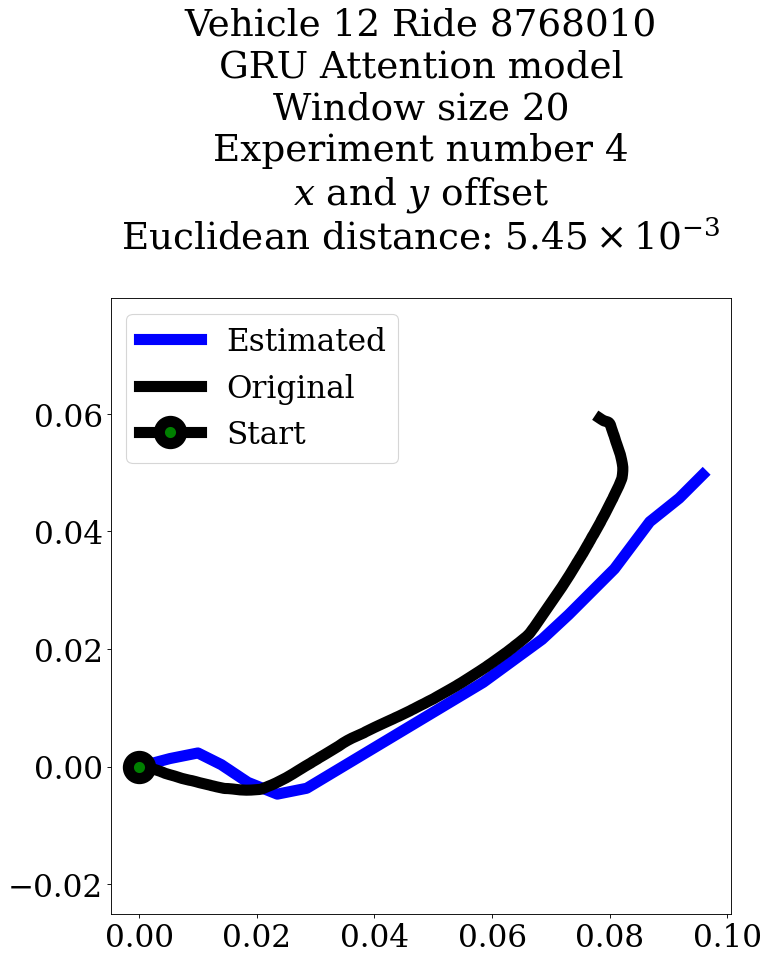 Vehicle 12 Ride 8768010
GRU Attention model
Window size 20
Experiment number 4
x and y offset
Euclidean distance: 5.45 × 10⁻³
Estimated
Original
Start
0.06
0.04
0.02
0.00
−0.02
0.00 0.02 0.04 0.06 0.08 0.10